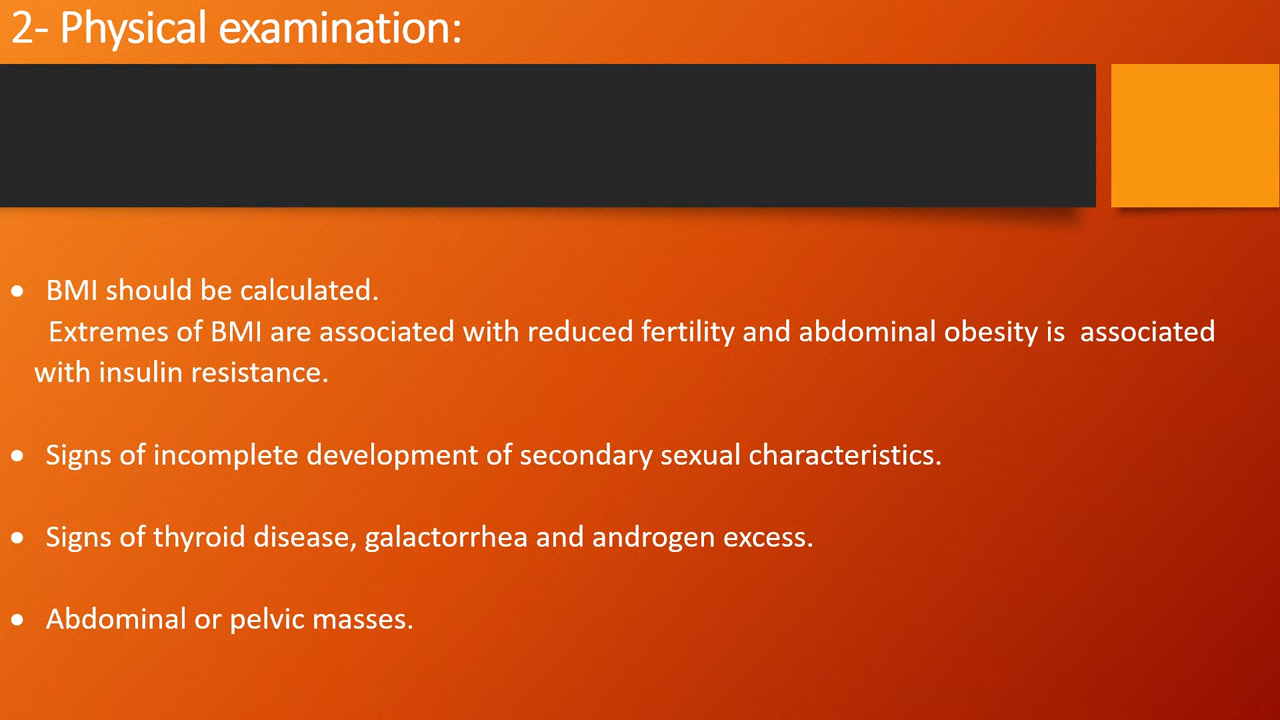 2- Physical examination:
• BMI should be calculated.
Extremes of BMI are associated with reduced fertility and abdominal obesity is  associated
with insulin resistance.
• Signs of incomplete development of secondary sexual characteristics.
• Signs of thyroid disease, galactorrhea and androgen excess.
• Abdominal or pelvic masses.